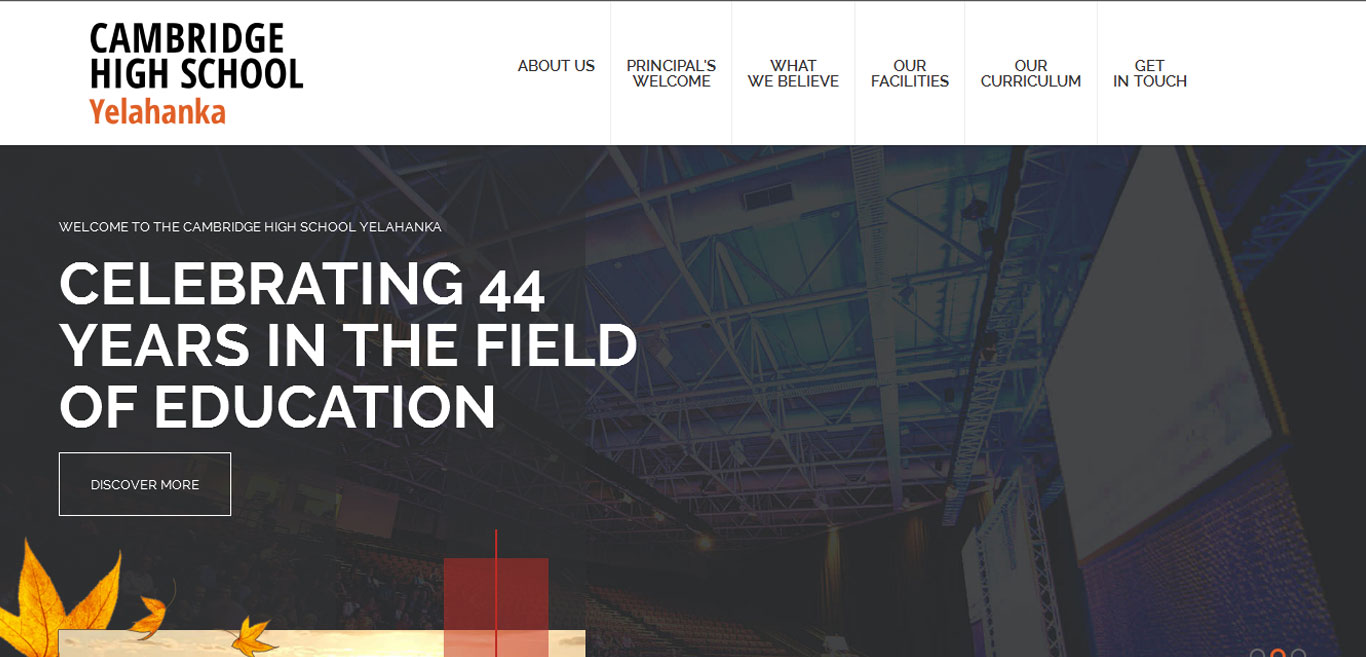 CAMBRIDGE
HIGH SCHOOL
Yelahanka
ABOUT US
PRINCIPAL'S
WELCOME
WHAT
WE BELIEVE
OUR
FACILITIES
OUR
CURRICULUM
GET
IN TOUCH
WELCOME TO THE CAMBRIDGE HIGH SCHOOL YELAHANKA
CELEBRATING 44
YEARS IN THE FIELD
OF EDUCATION
DISCOVER MORE